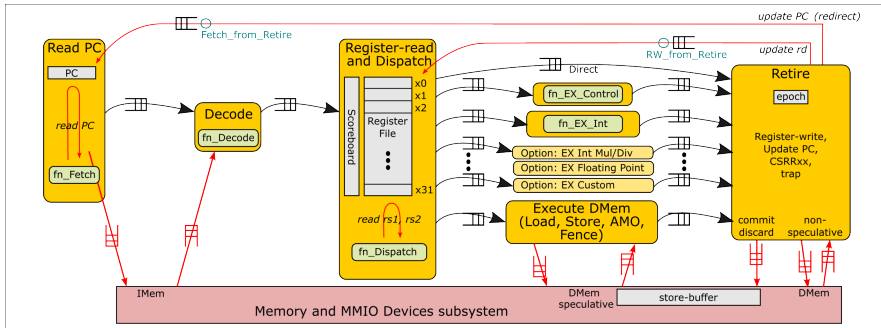 update PC  (redirect)
Fetch_from_Retire
update rd
RW_from_Retire
Read PC
PC
read PC
fn_Fetch
Decode
fn_Decode
Register-read
and Dispatch
Scoreboard
x0
x1
x2
Register
File
x31
read rs1, rs2
fn_Dispatch
Direct
fn_EX_Control
fn_EX_Int
Option: EX Int Mul/Div
Option: EX Floating Point
Option: EX Custom
Execute DMem
(Load, Store, AMO,
Fence)
Retire
epoch
Register-write,
Update PC,
CSRRxx,
trap
commit
discard
non-
speculative
IMem
DMem
speculative
store-buffer
DMem
Memory and MMIO Devices subsystem